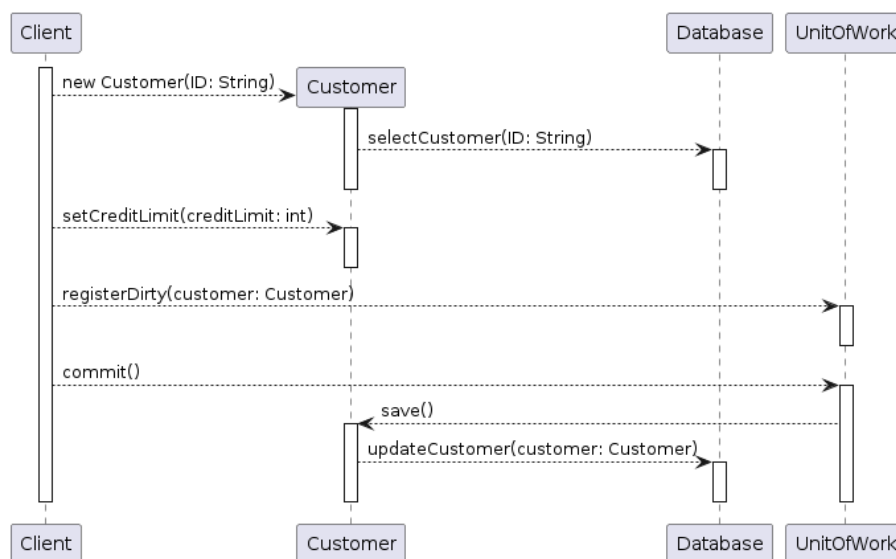 Client
Database
UnitOfWork
new Customer(ID: String)
Customer
selectCustomer(ID: String)
setCreditLimit(creditLimit: int)
registerDirty(customer: Customer)
commit()
save()
updateCustomer(customer: Customer)
Client
Customer
Database
UnitOfWork